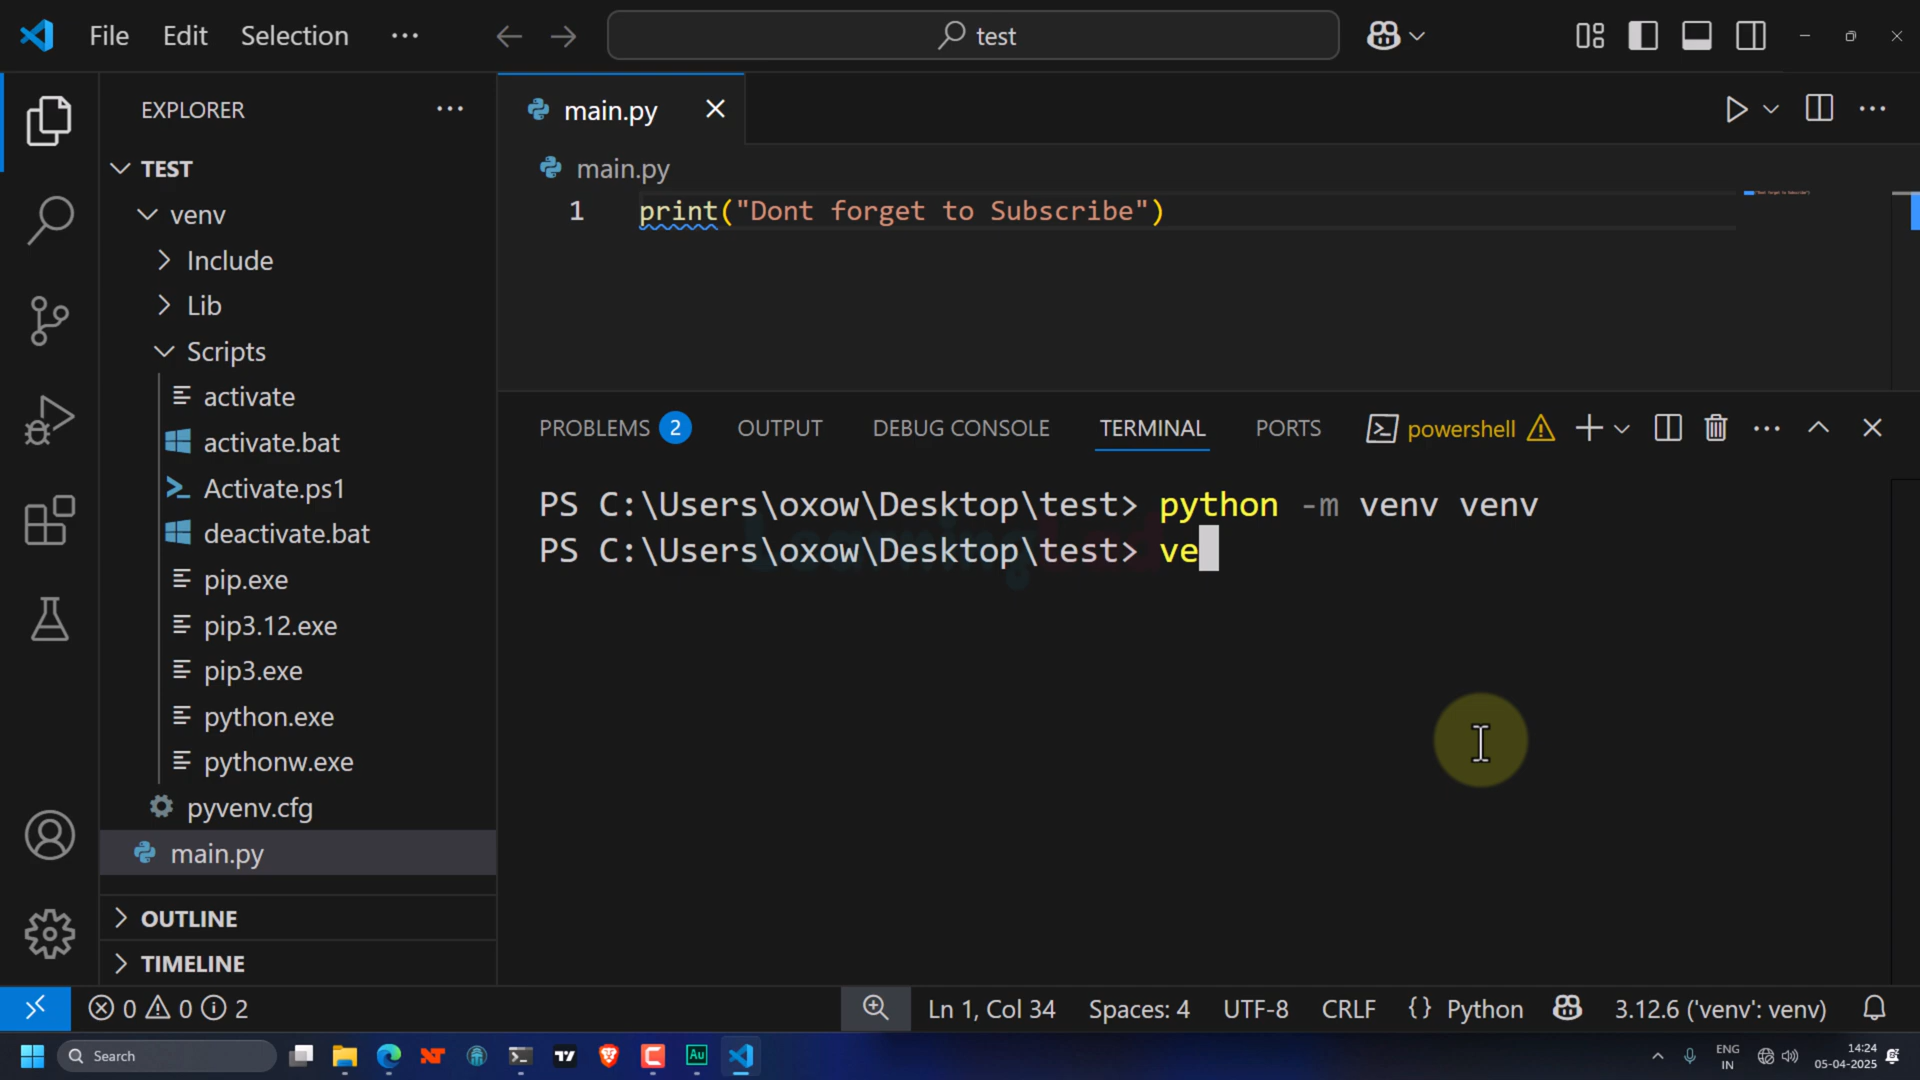 File Edit Selection ···
test
EXPLORER ···
TEST
venv
Include
Lib
Scripts
activate
activate.bat
Activate.ps1
deactivate.bat
pip.exe
pip3.12.exe
pip3.exe
python.exe
pythonw.exe
pyvenv.cfg
main.py
OUTLINE
TIMELINE
main.py
main.py
1 print("Dont forget to Subscribe")
PROBLEMS 2 OUTPUT DEBUG CONSOLE TERMINAL PORTS powershell
PS C:\Users\oxow\Desktop\test> python -m venv venv
PS C:\Users\oxow\Desktop\test> ve
0 0 2 Ln 1, Col 34 Spaces: 4 UTF-8 CRLF {} Python 3.12.6 ('venv': venv)
Search
Au
ENG
IN
14:24
05-04-2025